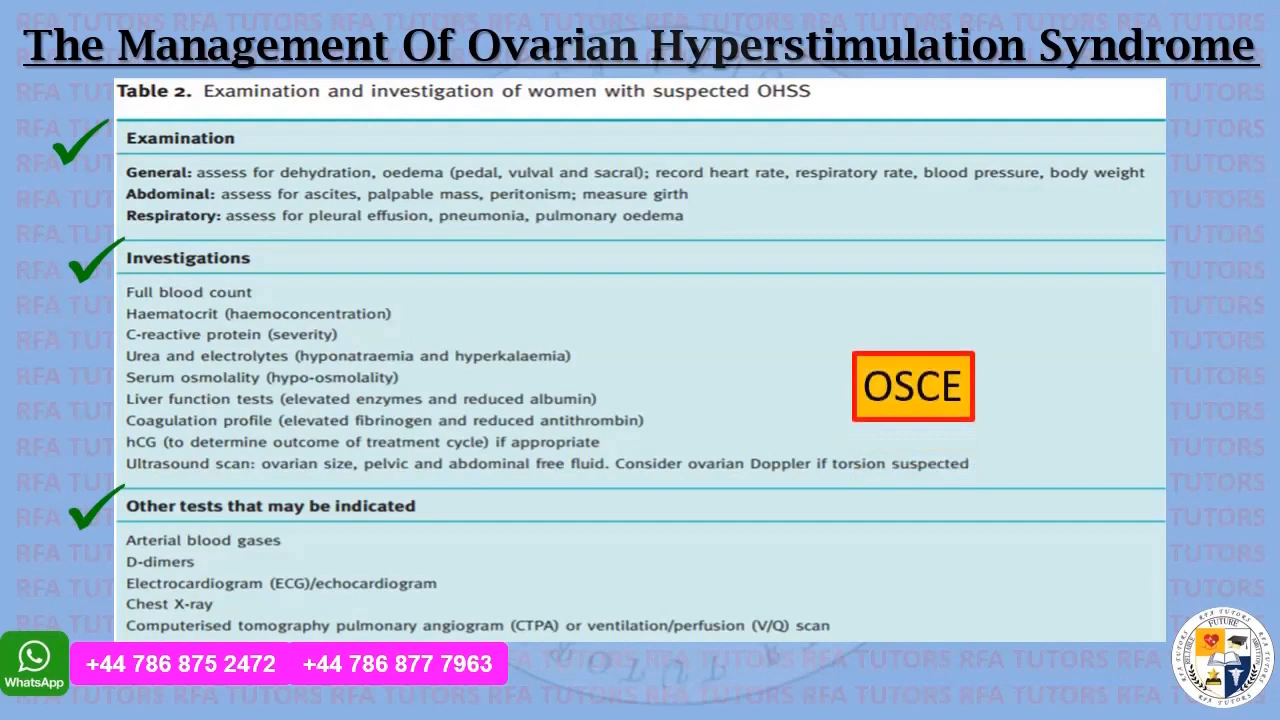 The Management Of Ovarian Hyperstimulation Syndrome
Table 2. Examination and investigation of women with suspected OHSS
Examination
General: assess for dehydration, oedema (pedal, vulval and sacral); record heart rate, respiratory rate, blood pressure, body weight
Abdominal: assess for ascites, palpable mass, peritonism; measure girth
Respiratory: assess for pleural effusion, pneumonia, pulmonary oedema
Investigations
Full blood count
Haematocrit (haemoconcentration)
C-reactive protein (severity)
Urea and electrolytes (hyponatraemia and hyperkalaemia)
Serum osmolality (hypo-osmolality)
Liver function tests (elevated enzymes and reduced albumin)
Coagulation profile (elevated fibrinogen and reduced antithrombin)
hCG (to determine outcome of treatment cycle) if appropriate
Ultrasound scan: ovarian size, pelvic and abdominal free fluid. Consider ovarian Doppler if torsion suspected
OSCE
Other tests that may be indicated
Arterial blood gases
D-dimers
Electrocardiogram (ECG)/echocardiogram
Chest X-ray
Computerised tomography pulmonary angiogram (CTPA) or ventilation/perfusion (V/Q) scan
WhatsApp
+44 786 875 2472 +44 786 877 7963
RFA TUTORS
FUTURE